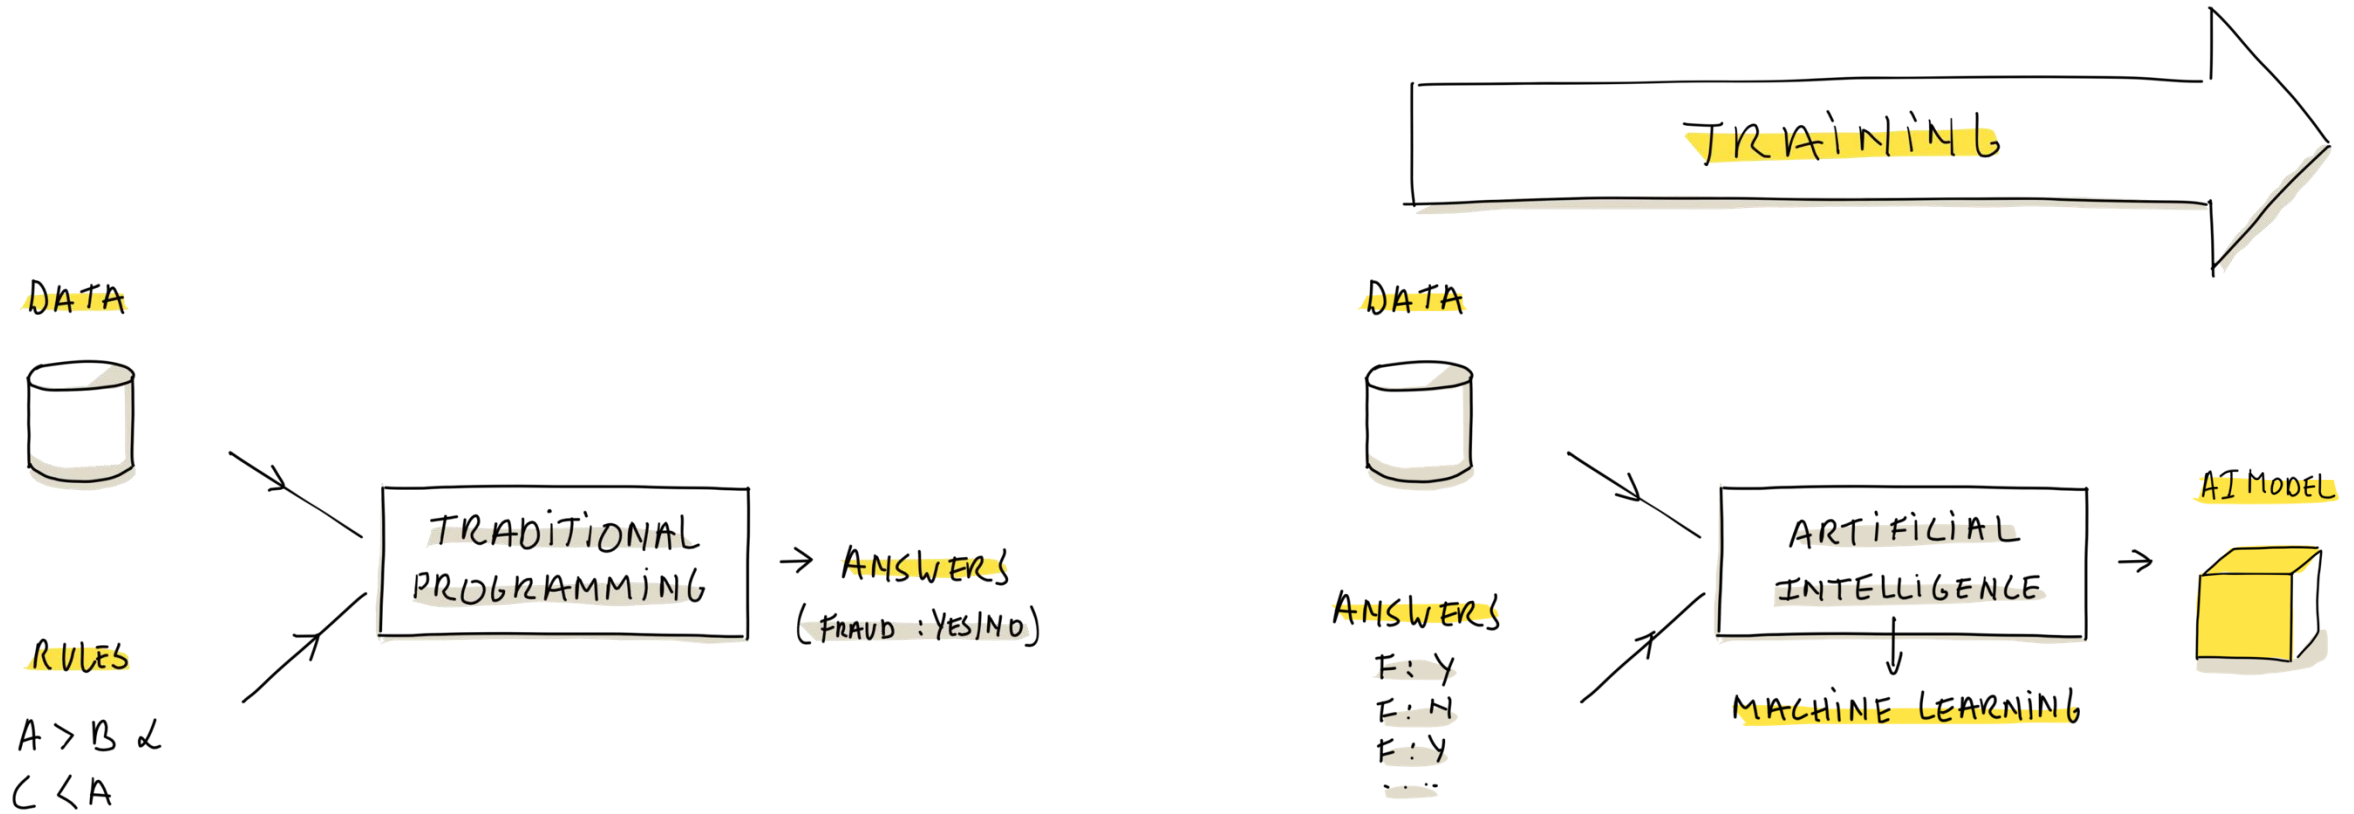 DATA
RULES
A > B &
C < A
TRADITIONAL
PROGRAMMING
ANSWERS
(FRAUD : YES/NO)
TRAINING
DATA
ANSWERS
F : Y
F : N
F : Y
....
ARTIFICIAL
INTELLIGENCE
MACHINE LEARNING
AI MODEL